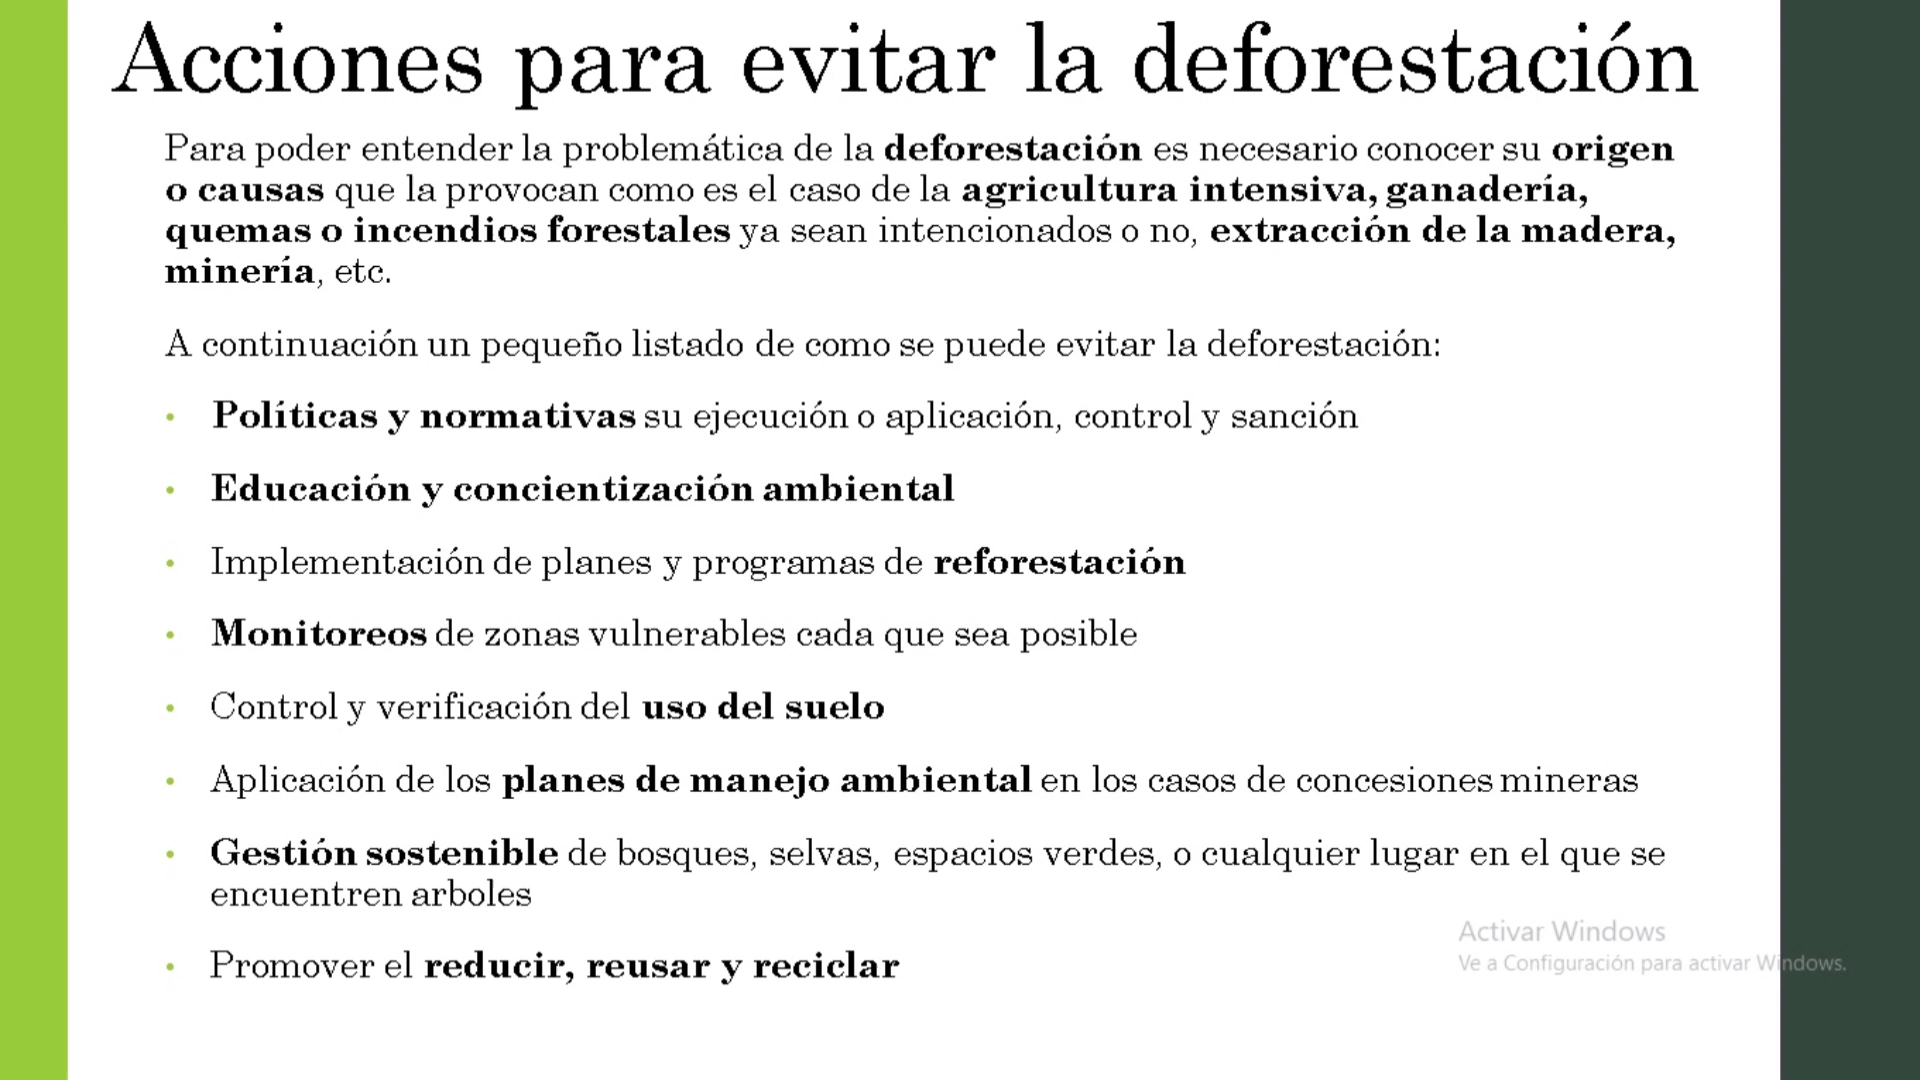 Acciones para evitar la deforestación
Para poder entender la problemática de la deforestación es necesario conocer su origen
o causas que la provocan como es el caso de la agricultura intensiva, ganadería,
quemas o incendios forestales ya sean intencionados o no, extracción de la madera,
minería, etc.
A continuación un pequeño listado de como se puede evitar la deforestación:
• Políticas y normativas su ejecución o aplicación, control y sanción
• Educación y concientización ambiental
• Implementación de planes y programas de reforestación
• Monitoreos de zonas vulnerables cada que sea posible
• Control y verificación del uso del suelo
• Aplicación de los planes de manejo ambiental en los casos de concesiones mineras
• Gestión sostenible de bosques, selvas, espacios verdes, o cualquier lugar en el que se
encuentren arboles
• Promover el reducir, reusar y reciclar
Activar Windows
Ve a Configuración para activar Windows.